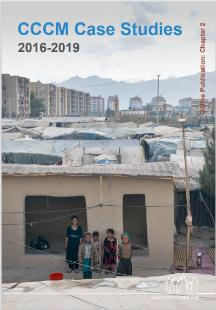 CCCM Case Studies
2016-2019
Online Publication: Chapter 2